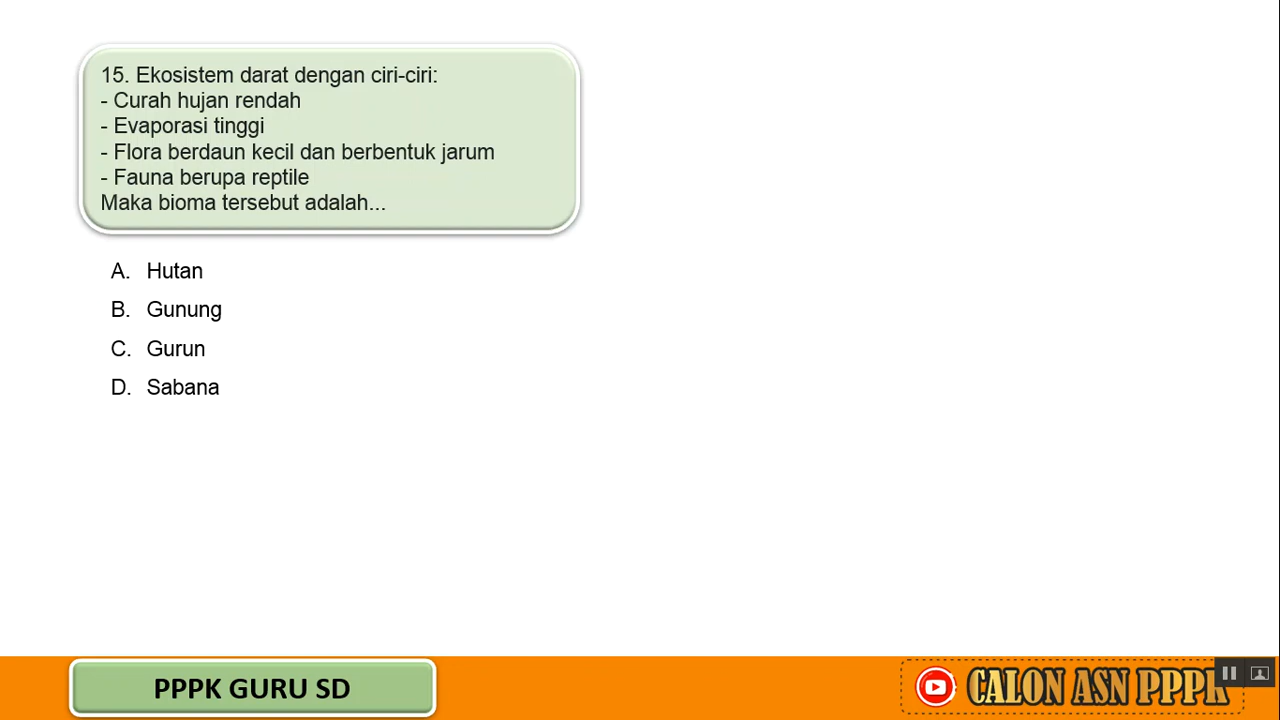 15. Ekosistem darat dengan ciri-ciri:
- Curah hujan rendah
- Evaporasi tinggi
- Flora berdaun kecil dan berbentuk jarum
- Fauna berupa reptile
Maka bioma tersebut adalah...
A. Hutan
B. Gunung
C. Gurun
D. Sabana
PPPK GURU SD
CALON ASN PPPK